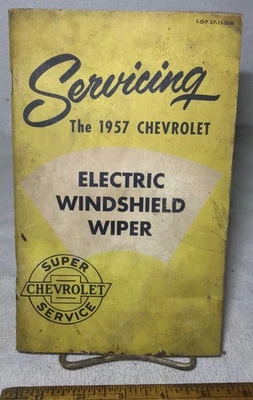 Servicing
The 1957 CHEVROLET
ELECTRIC
WINDSHIELD
WIPER
SUPER
CHEVROLET
SERVICE